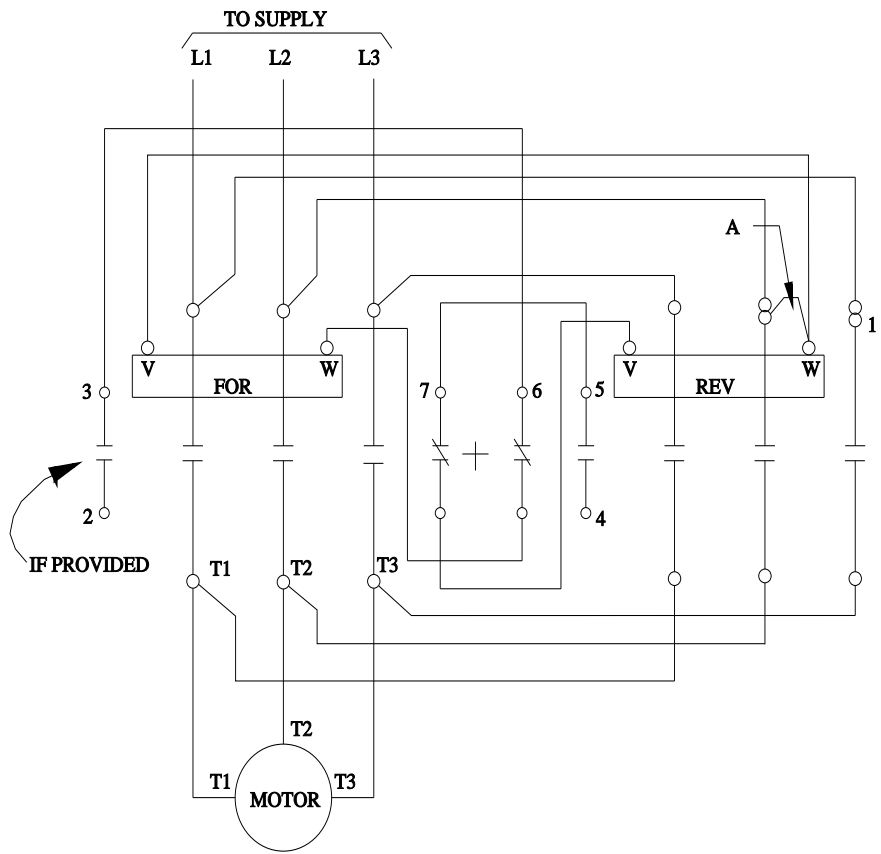 TO SUPPLY
L1 L2 L3
A
1
V W
FOR
V W
REV
3 7 6 5
2 4
IF PROVIDED
T1 T2 T3
T2
T1 T3
MOTOR